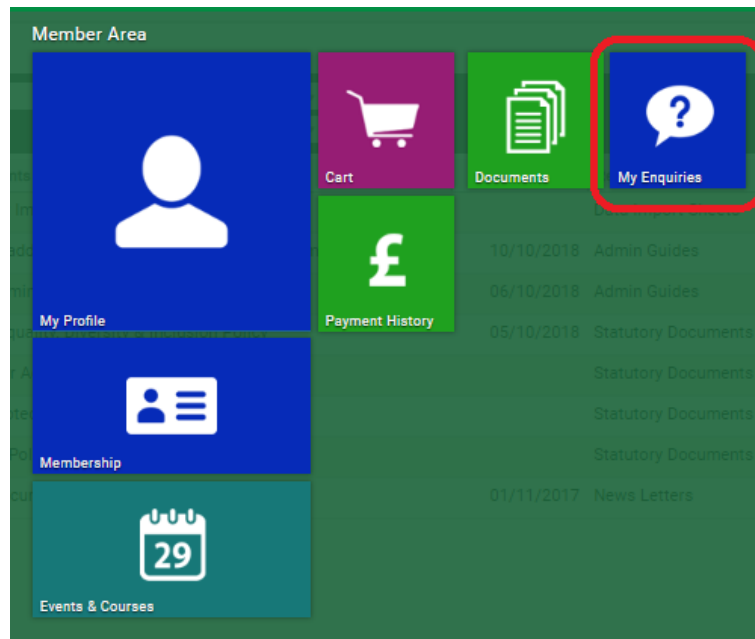 Member Area
My Profile
Cart
Documents
?
My Enquiries
£
Payment History
Membership
29
Events & Courses
10/10/2018 Admin Guides
06/10/2018 Admin Guides
05/10/2018 Statutory Documents
Statutory Documents
Statutory Documents
Statutory Documents
01/11/2017 News Letters